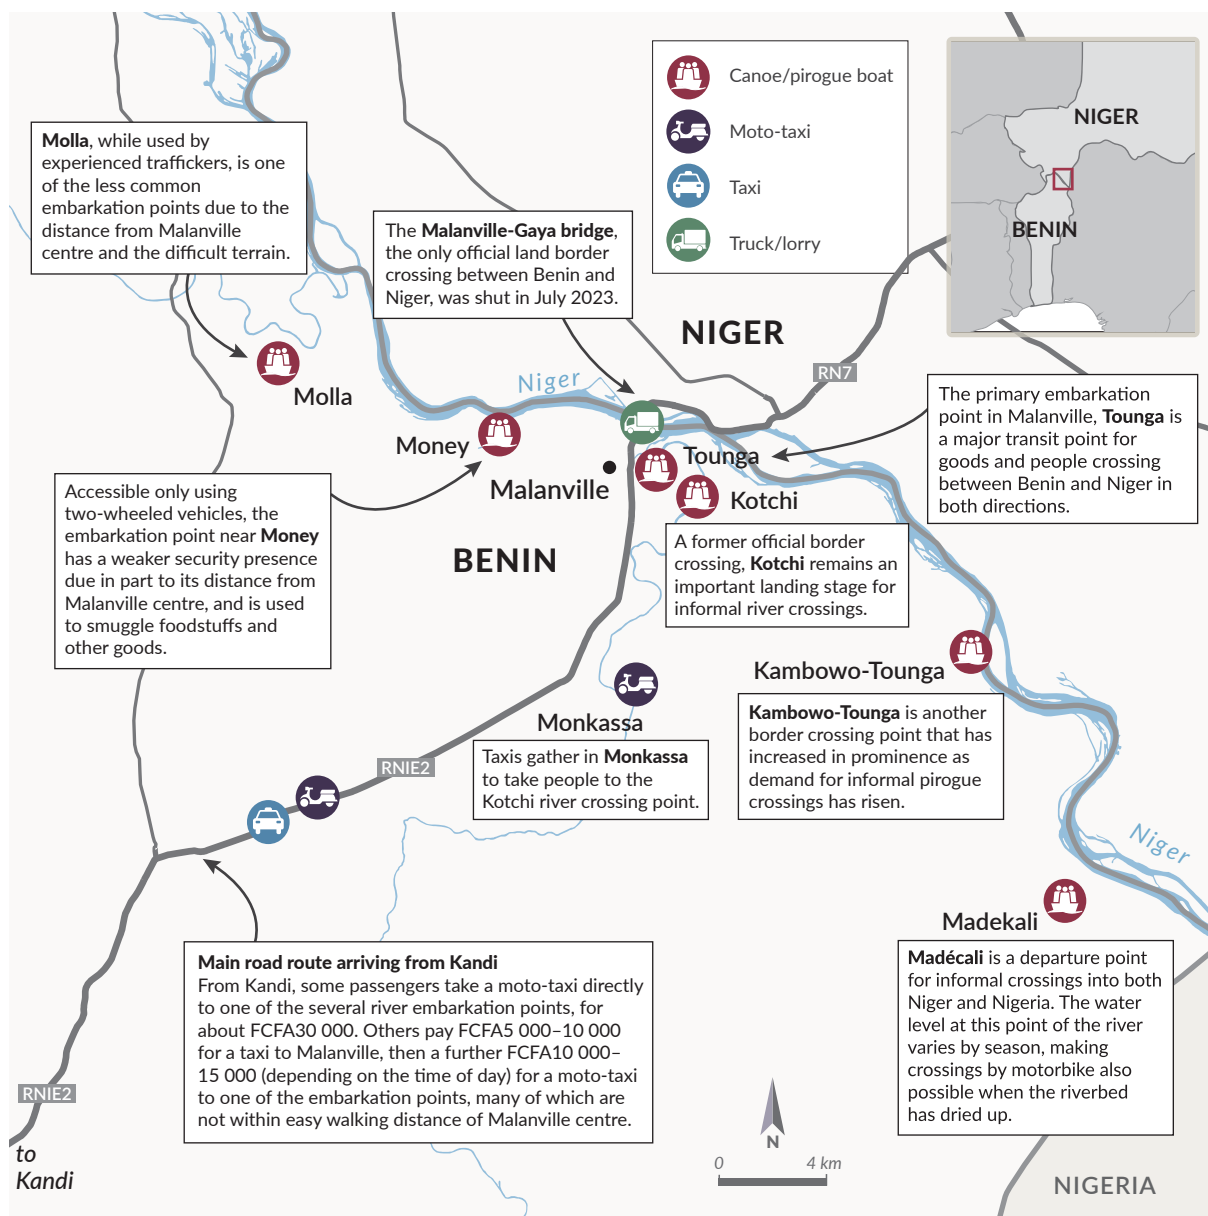 Canoe/pirogue boat
Moto-taxi
Taxi
Truck/lorry
NIGER
BENIN
Molla, while used by
experienced traffickers, is one
of the less common
embarkation points due to the
distance from Malanville
centre and the difficult terrain.
The Malanville-Gaya bridge,
the only official land border
crossing between Benin and
Niger, was shut in July 2023.
NIGER
RN7
Niger
Molla
The primary embarkation
point in Malanville, Tounga is
a major transit point for
goods and people crossing
between Benin and Niger in
both directions.
Money
Tounga
Malanville
Kotchi
Accessible only using
two-wheeled vehicles, the
embarkation point near Money
has a weaker security presence
due in part to its distance from
Malanville centre, and is used
to smuggle foodstuffs and
other goods.
BENIN
A former official border
crossing, Kotchi remains an
important landing stage for
informal river crossings.
Kambowo-Tounga
Kambowo-Tounga is another
border crossing point that has
increased in prominence as
demand for informal pirogue
crossings has risen.
Monkassa
Taxis gather in Monkassa
to take people to the
Kotchi river crossing point.
RNIE2
Niger
Madekali
Madécali is a departure point
for informal crossings into both
Niger and Nigeria. The water
level at this point of the river
varies by season, making
crossings by motorbike also
possible when the riverbed
has dried up.
Main road route arriving from Kandi
From Kandi, some passengers take a moto-taxi directly
to one of the several river embarkation points, for
about FCFA30 000. Others pay FCFA5 000–10 000
for a taxi to Malanville, then a further FCFA10 000–
15 000 (depending on the time of day) for a moto-taxi
to one of the embarkation points, many of which are
not within easy walking distance of Malanville centre.
RNIE2
to
Kandi
N
0 4 km
NIGERIA